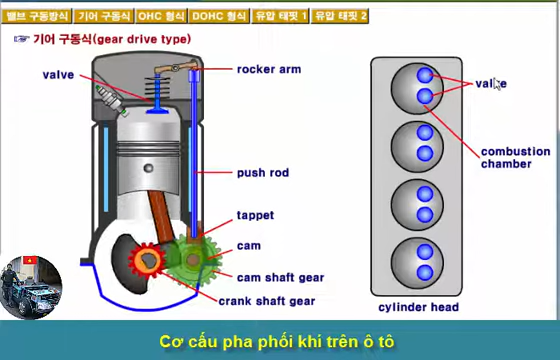 밸브 구동방식 기어 구동식 OHC 형식 DOHC 형식 유압 태핏 1 유압 태핏 2
☞ 기어 구동식(gear drive type)
valve
rocker arm
push rod
tappet
cam
cam shaft gear
crank shaft gear
valve
combustion
chamber
cylinder head
Cơ cấu pha phối khi trên ô tô